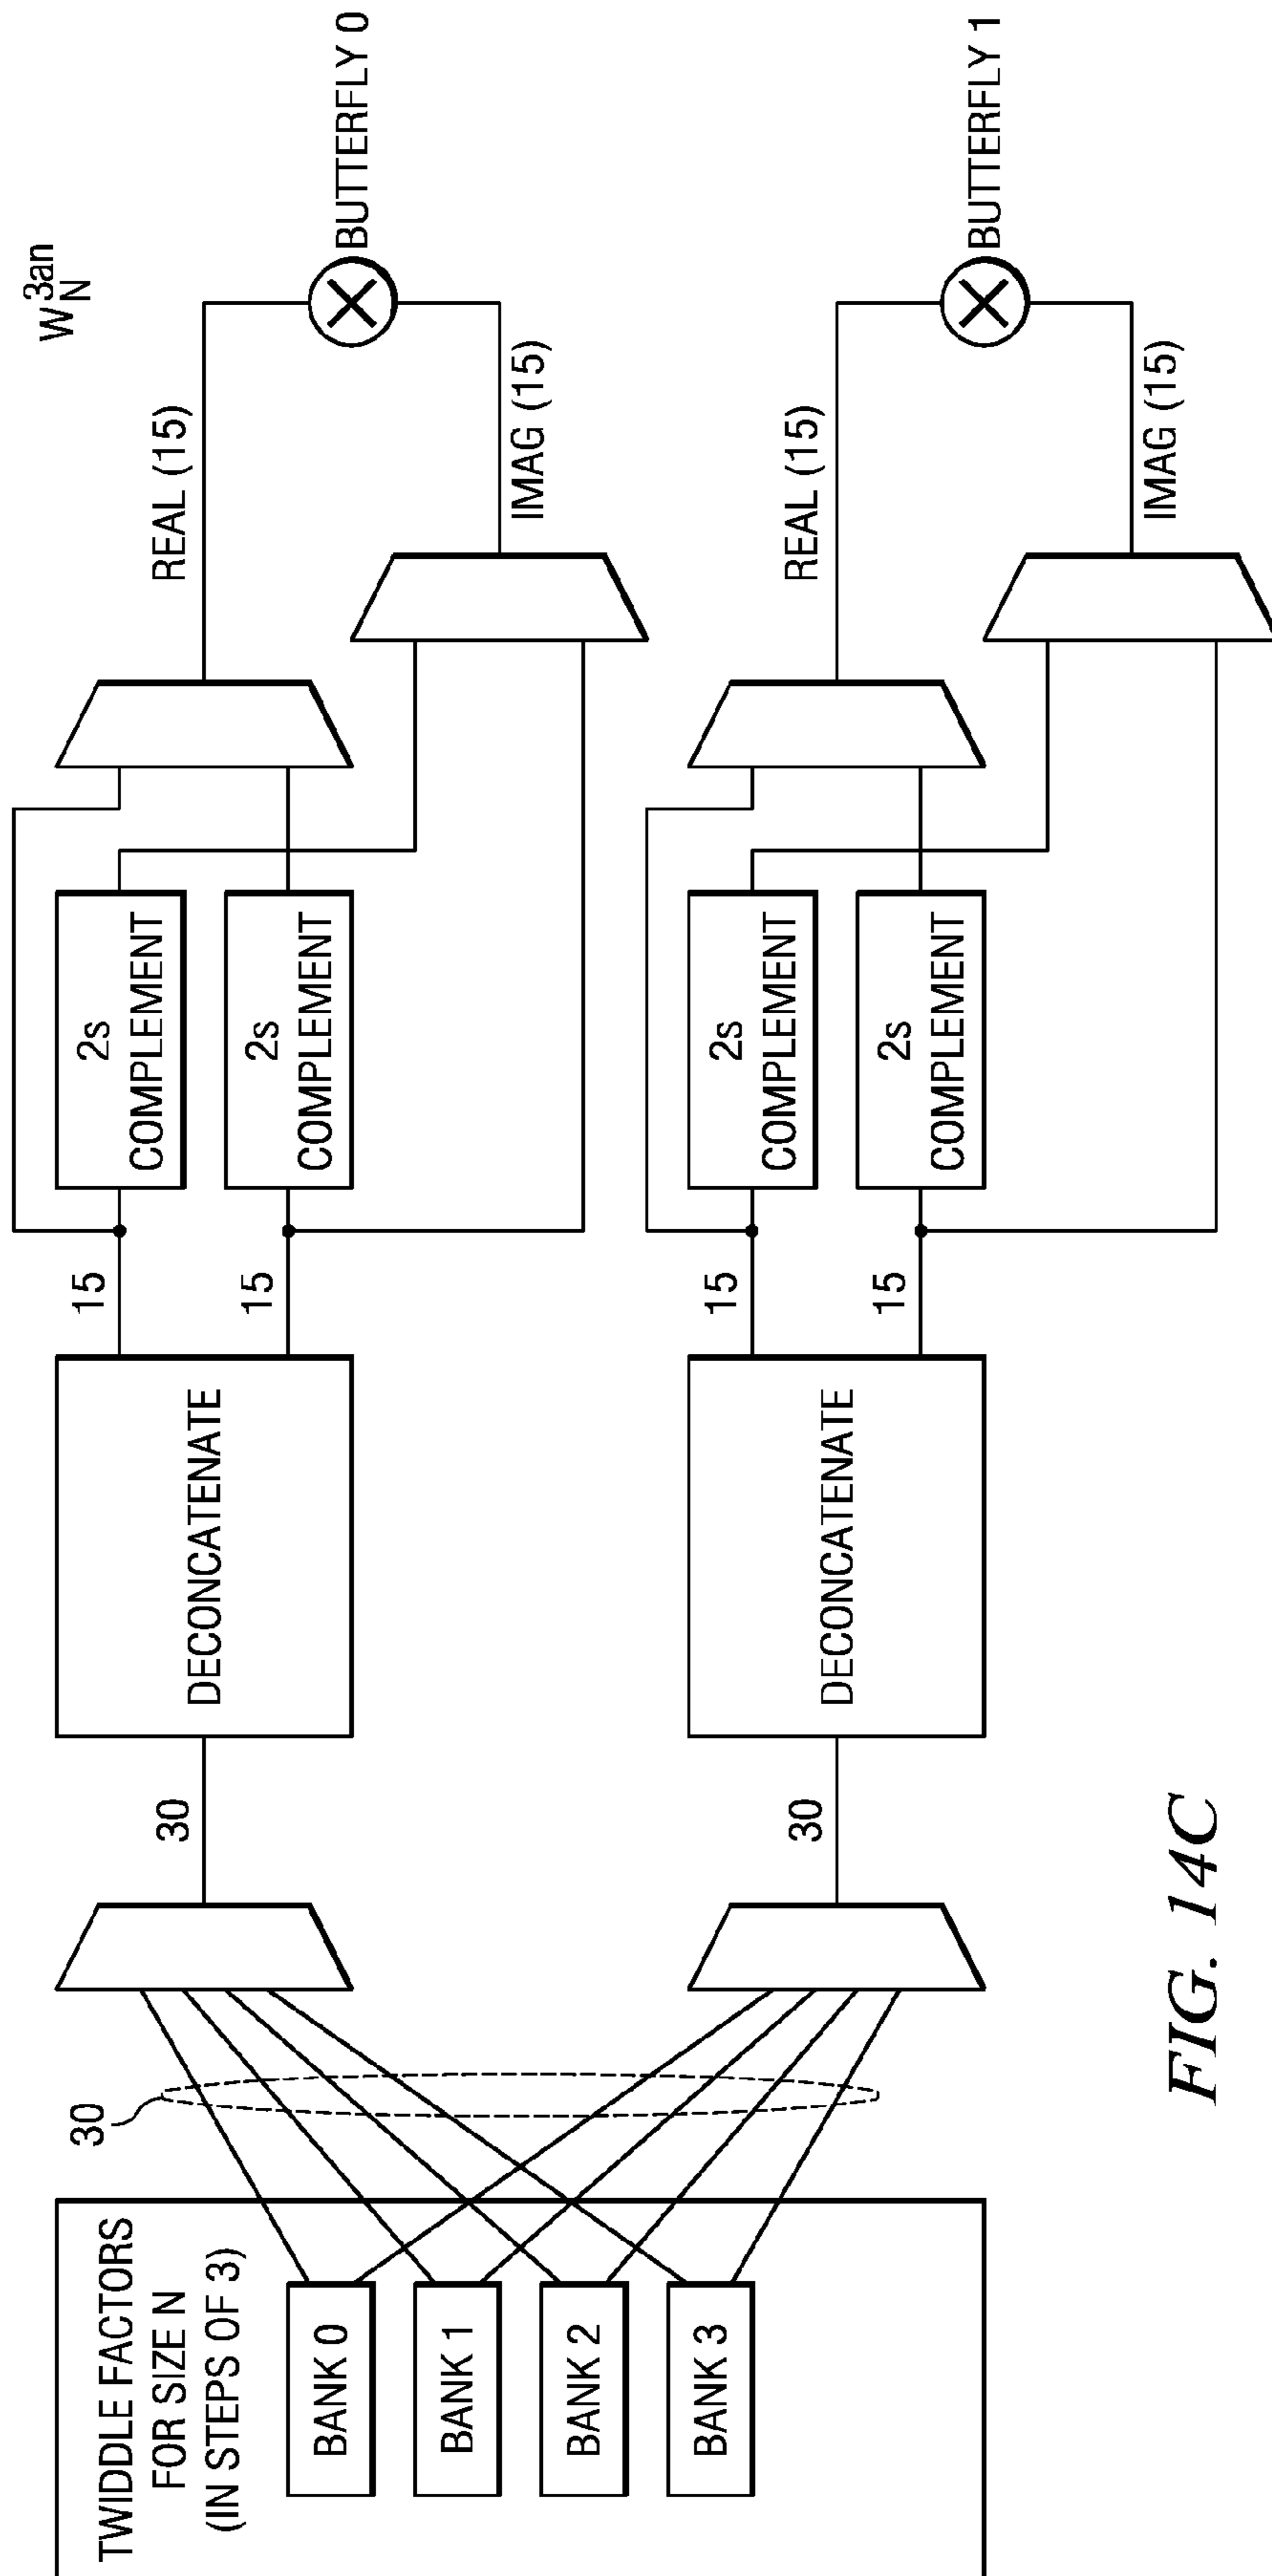 TWIDDLE FACTORS
FOR SIZE N
(IN STEPS OF 3)
BANK 0
BANK 1
BANK 2
BANK 3
30
30
DECONCATENATE
15
15
2s
COMPLEMENT
2s
COMPLEMENT
REAL (15)
IMAG (15)
W_N^3an
BUTTERFLY 0
30
DECONCATENATE
15
15
2s
COMPLEMENT
2s
COMPLEMENT
REAL (15)
IMAG (15)
BUTTERFLY 1
FIG. 14C